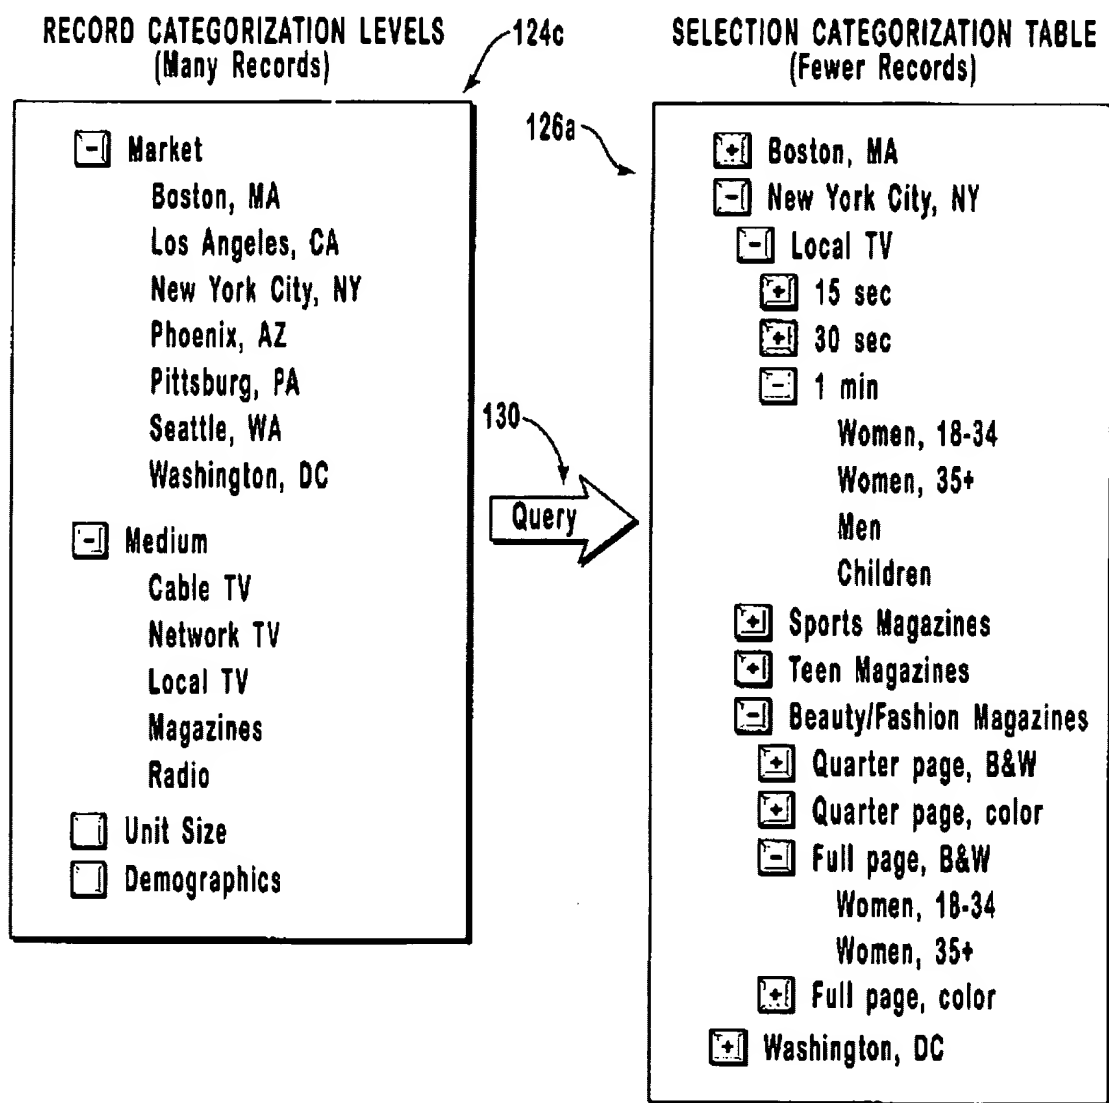 RECORD CATEGORIZATION LEVELS
(Many Records)
124c
[-] Market
Boston, MA
Los Angeles, CA
New York City, NY
Phoenix, AZ
Pittsburg, PA
Seattle, WA
Washington, DC
[-] Medium
Cable TV
Network TV
Local TV
Magazines
Radio
Unit Size
Demographics
130
Query
SELECTION CATEGORIZATION TABLE
(Fewer Records)
126a
[+] Boston, MA
[-] New York City, NY
[-] Local TV
[+] 15 sec
[+] 30 sec
[-] 1 min
Women, 18-34
Women, 35+
Men
Children
[+] Sports Magazines
[+] Teen Magazines
[-] Beauty/Fashion Magazines
[+] Quarter page, B&W
[+] Quarter page, color
[-] Full page, B&W
Women, 18-34
Women, 35+
[+] Full page, color
[+] Washington, DC